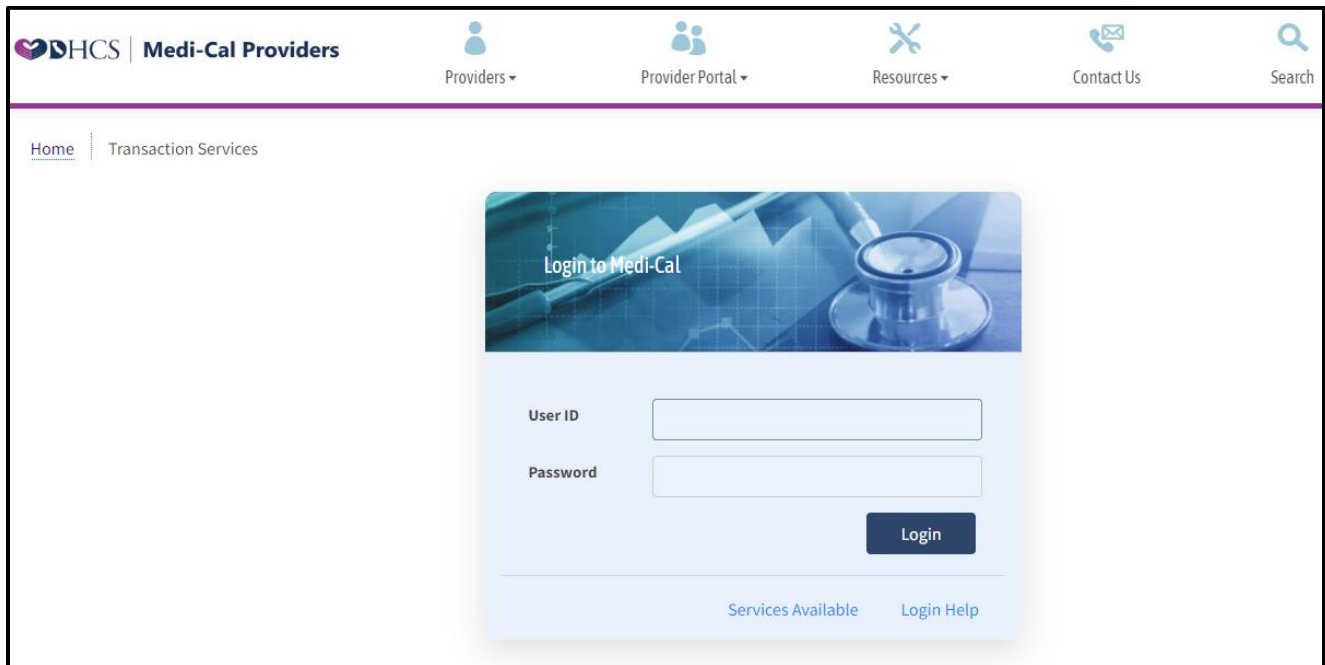 DHCS | Medi-Cal Providers
Providers
Provider Portal
Resources
Contact Us
Search
Home
Transaction Services
Login to Medi-Cal
User ID
Password
Login
Services Available
Login Help